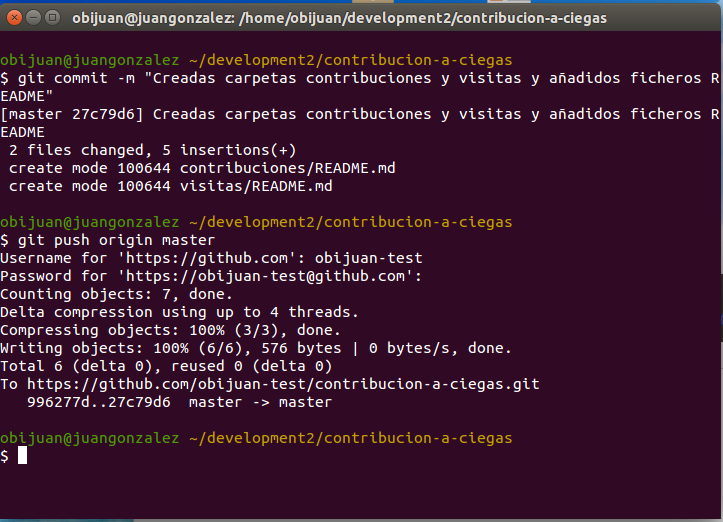 obijuan@juangonzalez: /home/obijuan/development2/contribucion-a-ciegas
obijuan@juangonzalez ~/development2/contribucion-a-ciegas
$ git commit -m "Creadas carpetas contribuciones y visitas y añadidos ficheros R
EADME"
[master 27c79d6] Creadas carpetas contribuciones y visitas y añadidos ficheros R
EADME
 2 files changed, 5 insertions(+)
 create mode 100644 contribuciones/README.md
 create mode 100644 visitas/README.md
obijuan@juangonzalez ~/development2/contribucion-a-ciegas
$ git push origin master
Username for 'https://github.com': obijuan-test
Password for 'https://obijuan-test@github.com':
Counting objects: 7, done.
Delta compression using up to 4 threads.
Compressing objects: 100% (3/3), done.
Writing objects: 100% (6/6), 576 bytes | 0 bytes/s, done.
Total 6 (delta 0), reused 0 (delta 0)
To https://github.com/obijuan-test/contribucion-a-ciegas.git
   996277d..27c79d6  master -> master
obijuan@juangonzalez ~/development2/contribucion-a-ciegas
$